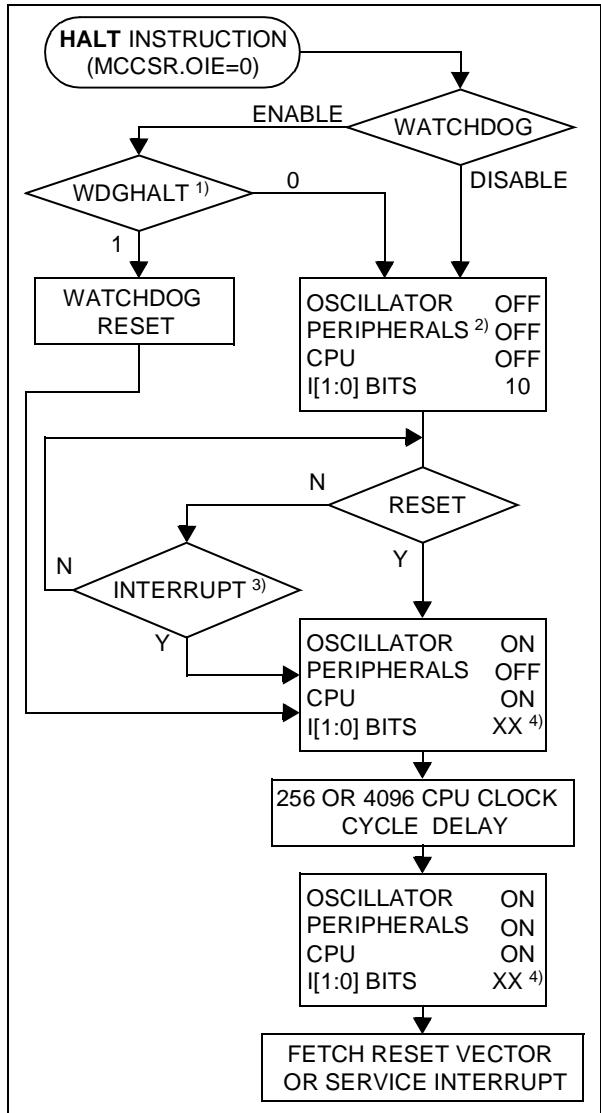 HALT INSTRUCTION
(MCCSR.OIE=0)
ENABLE
WATCHDOG
WDGHALT 1)
0
DISABLE
1
WATCHDOG
RESET
OSCILLATOR OFF
PERIPHERALS 2) OFF
CPU OFF
I[1:0] BITS 10
N
RESET
N
Y
INTERRUPT 3)
Y
OSCILLATOR ON
PERIPHERALS OFF
CPU ON
I[1:0] BITS XX 4)
256 OR 4096 CPU CLOCK
CYCLE DELAY
OSCILLATOR ON
PERIPHERALS ON
CPU ON
I[1:0] BITS XX 4)
FETCH RESET VECTOR
OR SERVICE INTERRUPT